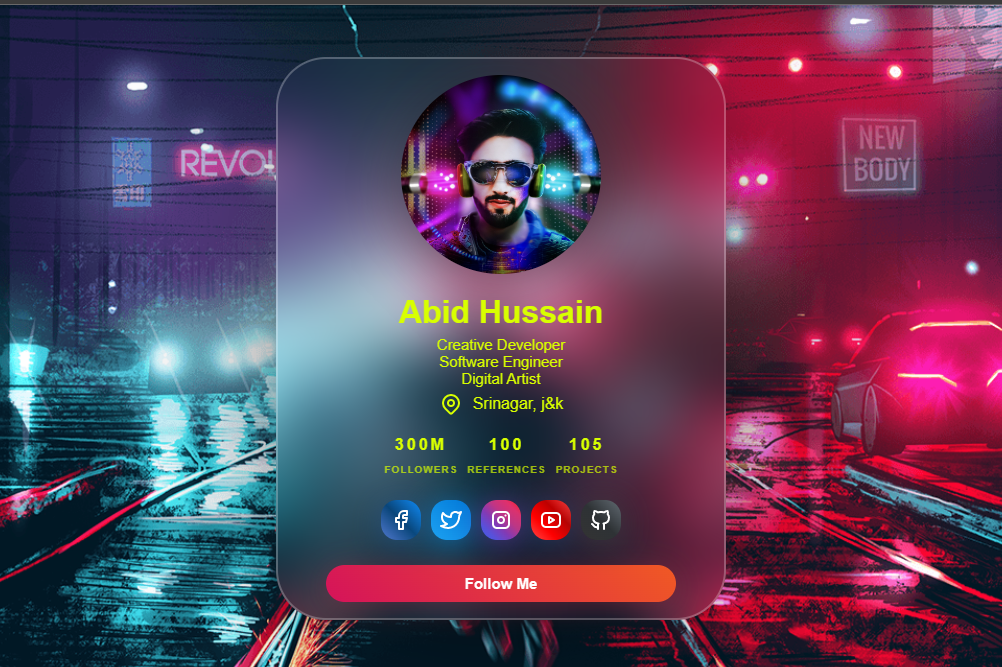 REVOL
NEW
BODY
Abid Hussain
Creative Developer
Software Engineer
Digital Artist
Srinagar, j&k
300M 100 105
FOLLOWERS REFERENCES PROJECTS
Follow Me